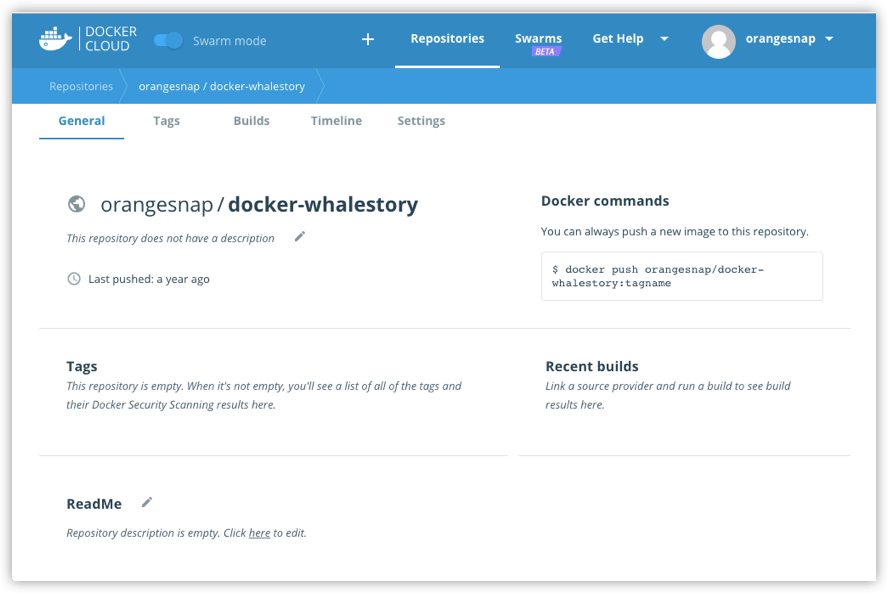 DOCKER
CLOUD
Swarm mode
+
Repositories
Swarms
BETA
Get Help
orangesnap
Repositories
orangesnap / docker-whalestory
General
Tags
Builds
Timeline
Settings
orangesnap/docker-whalestory
This repository does not have a description
Last pushed: a year ago
Docker commands
You can always push a new image to this repository.
$ docker push orangesnap/docker-
whalestory:tagname
Tags
This repository is empty. When it's not empty, you'll see a list of all of the tags and
their Docker Security Scanning results here.
Recent builds
Link a source provider and run a build to see build
results here.
ReadMe
Repository description is empty. Click here to edit.